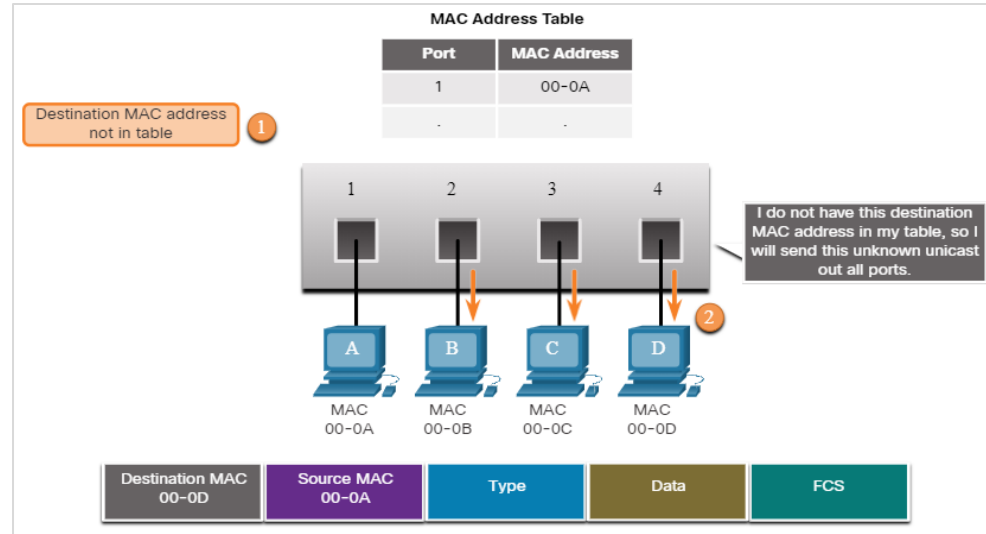 MAC Address Table
Port MAC Address
1 00-0A
. .
Destination MAC address
not in table
1
1 2 3 4
I do not have this destination
MAC address in my table, so I
will send this unknown unicast
out all ports.
2
A B C D
MAC MAC MAC MAC
00-0A 00-0B 00-0C 00-0D
Destination MAC
00-0D
Source MAC
00-0A
Type
Data
FCS